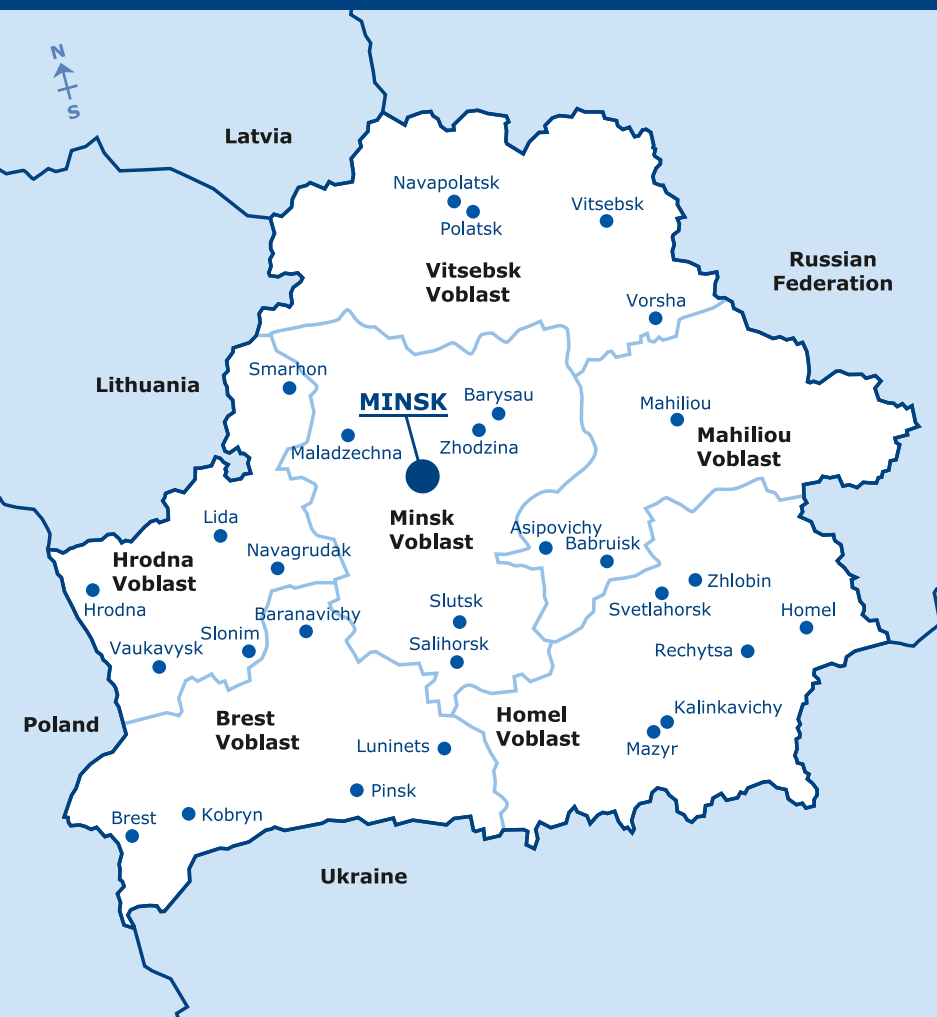 N
S
Latvia
Navapolatsk
Polatsk
Vitsebsk
Vitsebsk
Voblast
Russian
Federation
Vorsha
Smarhon
Lithuania
MINSK
Barysau
Mahiliou
Maladzechna
Zhodzina
Mahiliou
Voblast
Lida
Minsk
Voblast
Asipovichy
Babruisk
Navagrudak
Hrodna
Voblast
Hrodna
Zhlobin
Svetlahorsk
Homel
Baranavichy
Slutsk
Slonim
Vaukavysk
Salihorsk
Rechytsa
Poland
Brest
Voblast
Homel
Voblast
Kalinkavichy
Mazyr
Luninets
Pinsk
Brest
Kobryn
Ukraine